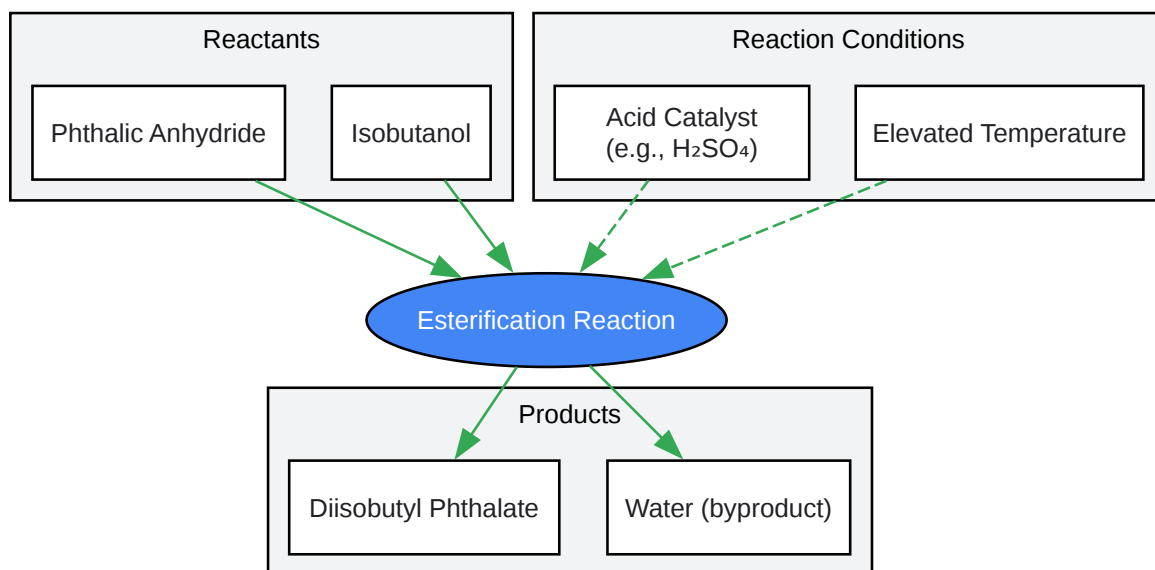 Reactants
Reaction Conditions
Phthalic Anhydride
Isobutanol
Acid Catalyst
(e.g., H₂SO₄)
Elevated Temperature
Esterification Reaction
Products
Diisobutyl Phthalate
Water (byproduct)